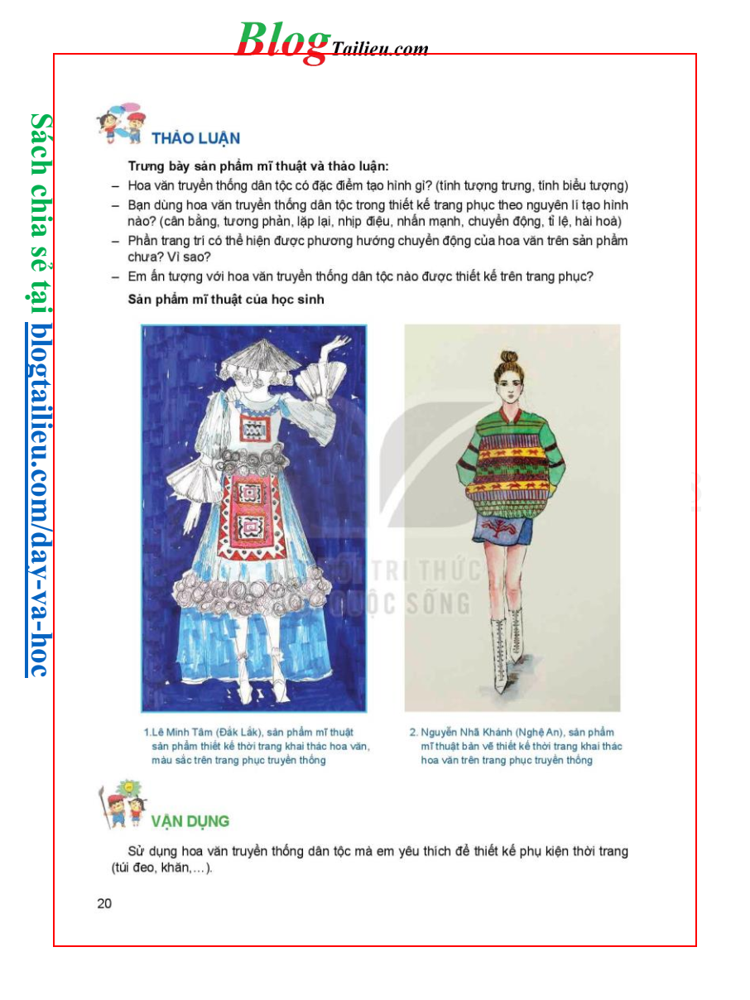 Blog Tailieu.com
Sách chia sẻ tại blogtailieu.com/day-va-hoc
THẢO LUẬN
Trưng bày sản phẩm mĩ thuật và thảo luận:
– Hoa văn truyền thống dân tộc có đặc điểm tạo hình gì? (tính tượng trưng, tính biểu tượng)
– Bạn dùng hoa văn truyền thống dân tộc trong thiết kế trang phục theo nguyên lí tạo hình
nào? (cân bằng, tương phản, lặp lại, nhịp điệu, nhấn mạnh, chuyển động, tỉ lệ, hài hoà)
– Phần trang trí có thể hiện được phương hướng chuyển động của hoa văn trên sản phẩm
chưa? Vì sao?
– Em ấn tượng với hoa văn truyền thống dân tộc nào được thiết kế trên trang phục?
Sản phẩm mĩ thuật của học sinh
ỐI TRI THỨC
CUỘC SỐNG
1.Lê Minh Tâm (Đắk Lắk), sản phẩm mĩ thuật
sản phẩm thiết kế thời trang khai thác hoa văn,
màu sắc trên trang phục truyền thống
2. Nguyễn Nhã Khánh (Nghệ An), sản phẩm
mĩ thuật bản vẽ thiết kế thời trang khai thác
hoa văn trên trang phục truyền thống
VẬN DỤNG
Sử dụng hoa văn truyền thống dân tộc mà em yêu thích để thiết kế phụ kiện thời trang
(túi đeo, khăn,…).
20